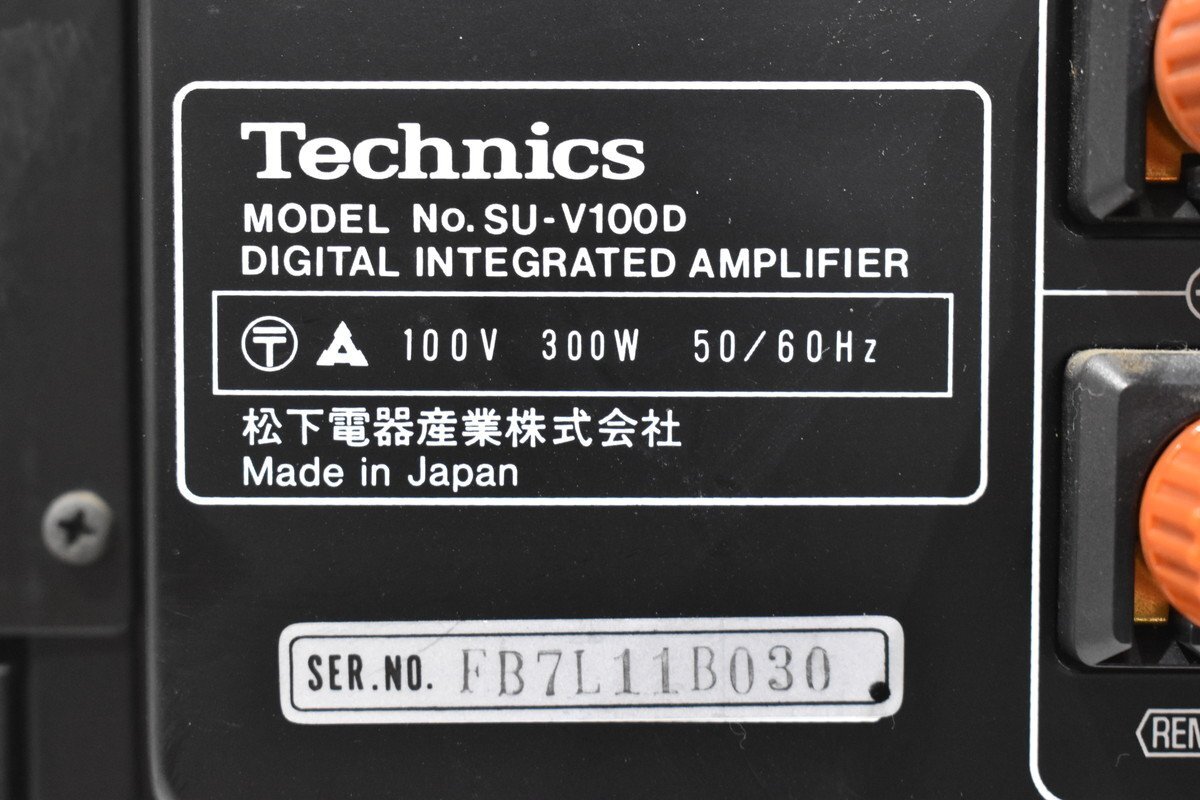 Technics
MODEL No. SU-V100D
DIGITAL INTEGRATED AMPLIFIER
〒 100V 300W 50/60Hz
松下電器産業株式会社
Made in Japan
SER.NO. FB7L11B030